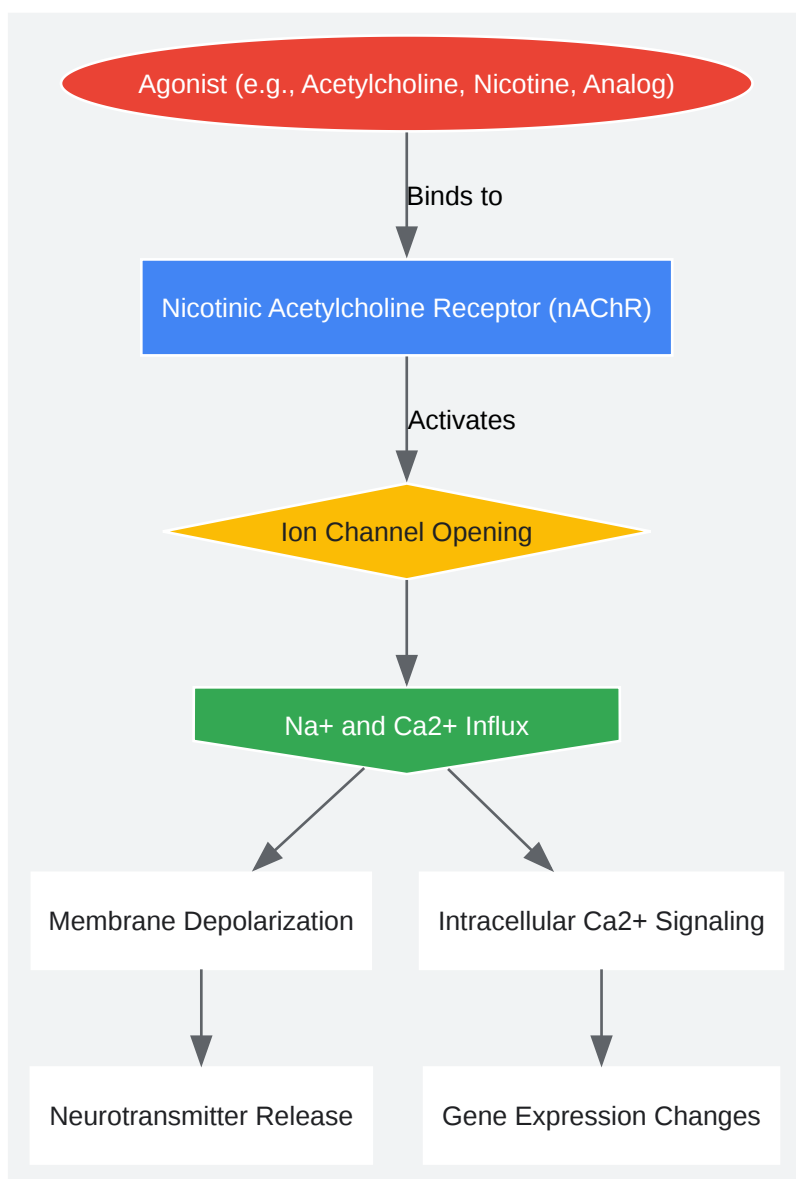 Agonist (e.g., Acetylcholine, Nicotine, Analog)
Binds to
Nicotinic Acetylcholine Receptor (nAChR)
Activates
Ion Channel Opening
Na+ and Ca2+ Influx
Membrane Depolarization
Intracellular Ca2+ Signaling
Neurotransmitter Release
Gene Expression Changes